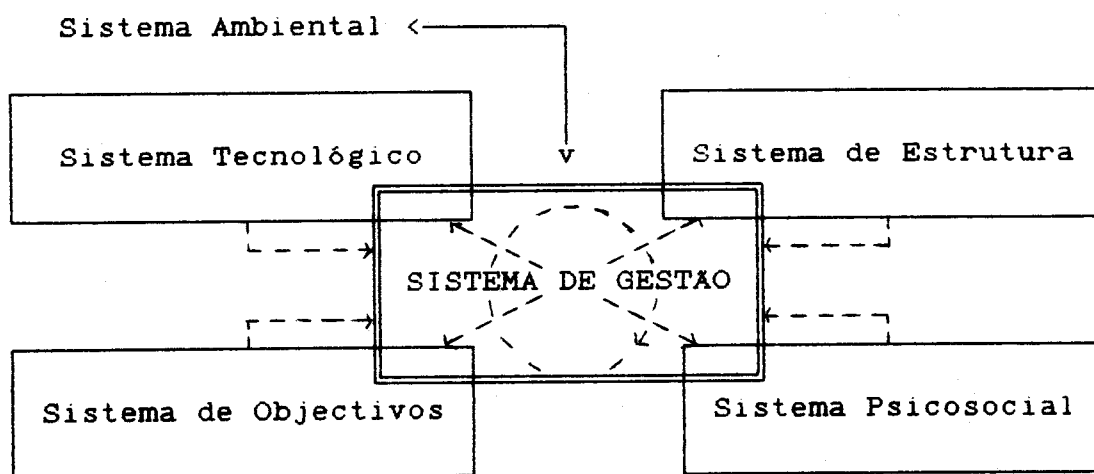 Sistema Ambiental
Sistema Tecnológico
Sistema de Estrutura
SISTEMA DE GESTÃO
Sistema de Objectivos
Sistema Psicosocial